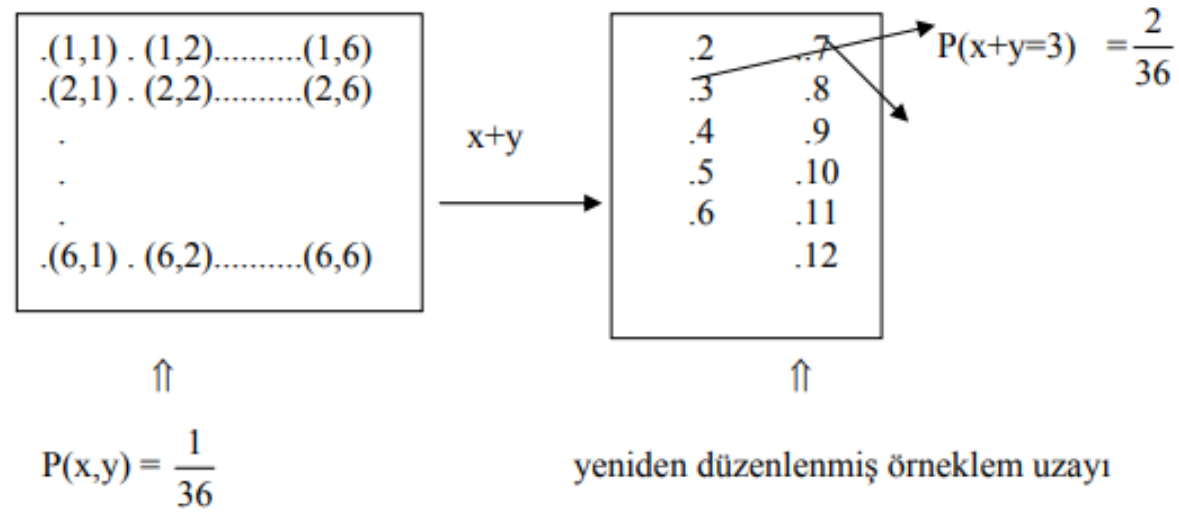 .(1,1) . (1,2)..........(1,6)
.(2,1) . (2,2)..........(2,6)
.
.
.
.(6,1) . (6,2)..........(6,6)
x+y
.2 ..7
.3 .8
.4 .9
.5 .10
.6 .11
.12
P(x+y=3) = 2/36
⇑ ⇑
P(x,y) = 1/36
yeniden düzenlenmiş örneklem uzayı